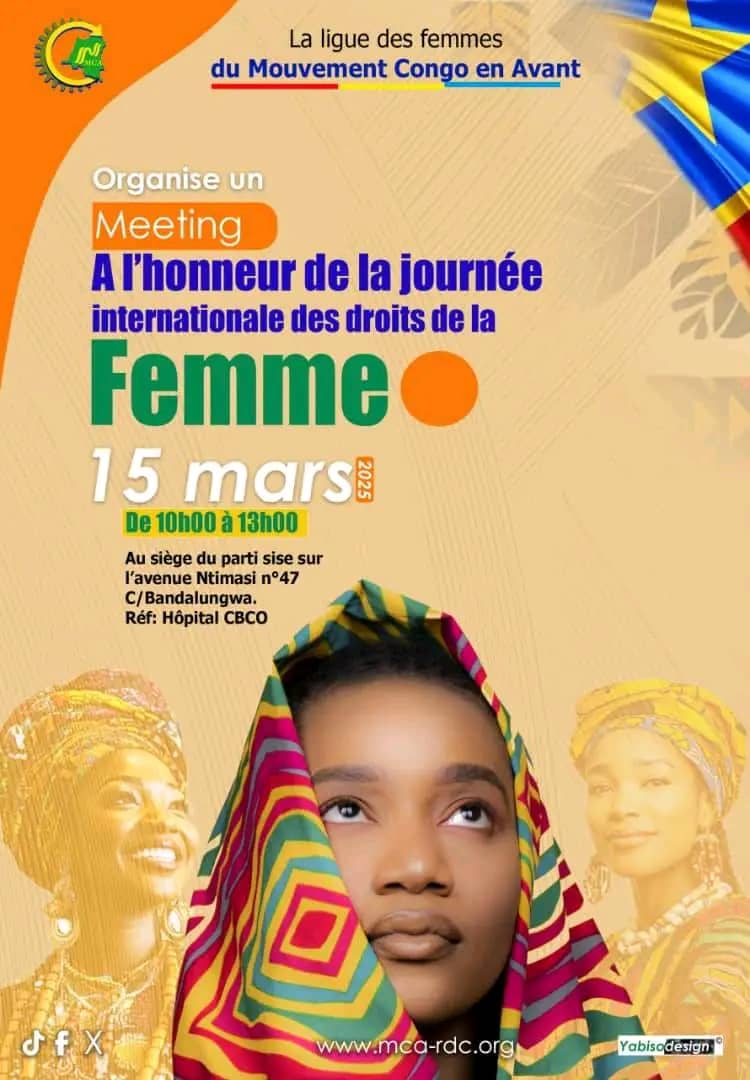 MCA
La ligue des femmes
du Mouvement Congo en Avant
Organise un
Meeting
A l'honneur de la journée
internationale des droits de la
Femme
15 mars 2025
De 10h00 à 13h00
Au siège du parti sise sur
l'avenue Ntimasi n°47
C/Bandalungwa.
Réf: Hôpital CBCO
www.mca-rdc.org
Yabisodesign©